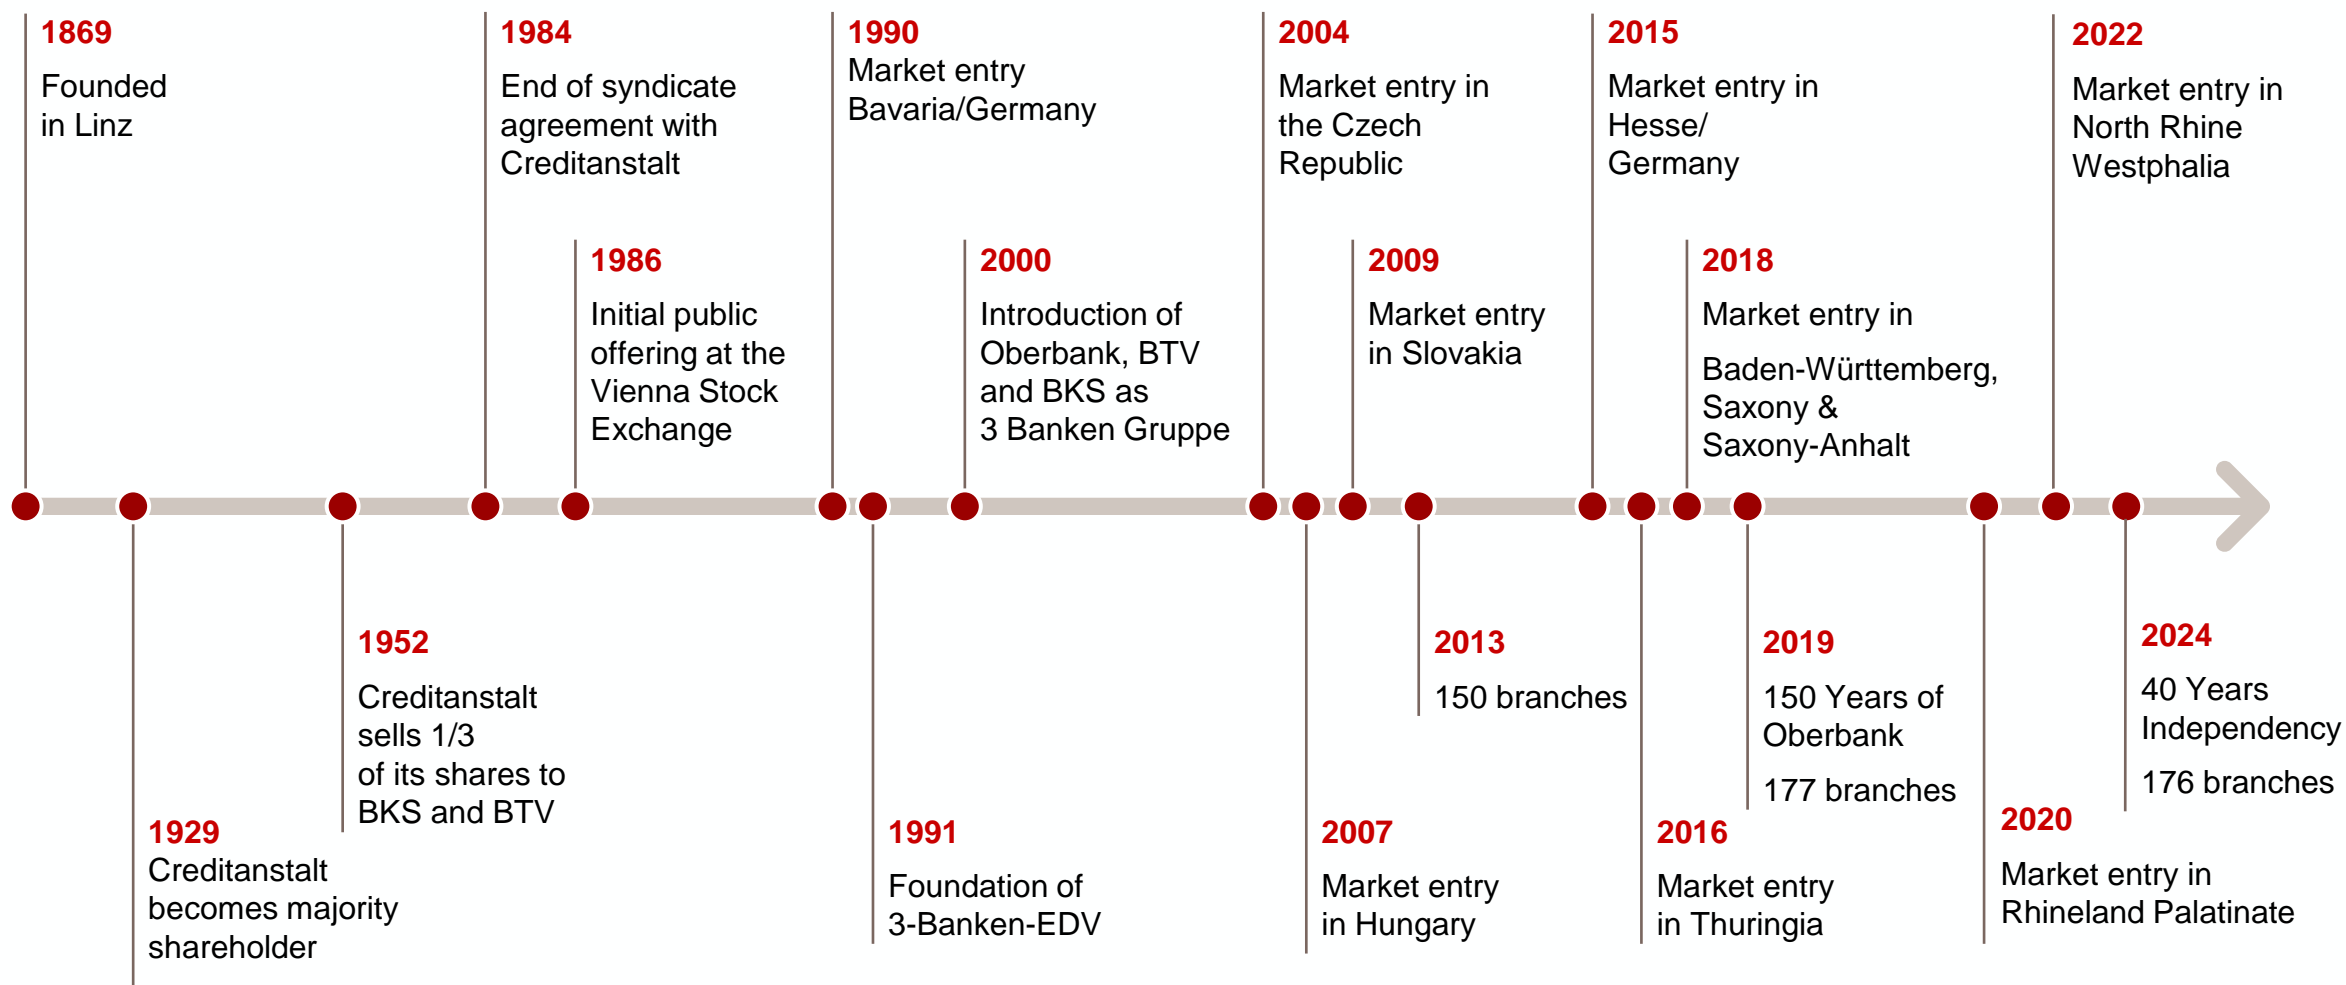 1869
Founded
in Linz
1984
End of syndicate
agreement with
Creditanstalt
1990
Market entry
Bavaria/Germany
2004
Market entry in
the Czech
Republic
2015
Market entry in
Hesse/
Germany
2022
Market entry in
North Rhine
Westphalia
1986
Initial public
offering at the
Vienna Stock
Exchange
2000
Introduction of
Oberbank, BTV
and BKS as
3 Banken Gruppe
2009
Market entry
in Slovakia
2018
Market entry in
Baden-Württemberg,
Saxony &
Saxony-Anhalt
1929
Creditanstalt
becomes majority
shareholder
1952
Creditanstalt
sells 1/3
of its shares to
BKS and BTV
1991
Foundation of
3-Banken-EDV
2007
Market entry
in Hungary
2013
150 branches
2016
Market entry
in Thuringia
2019
150 Years of
Oberbank
177 branches
2020
Market entry in
Rhineland Palatinate
2024
40 Years
Independency
176 branches